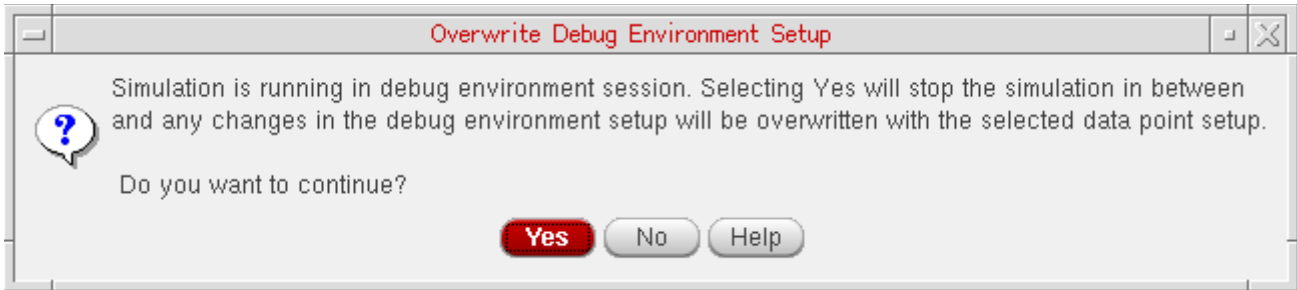 Overwrite Debug Environment Setup
Simulation is running in debug environment session. Selecting Yes will stop the simulation in between
and any changes in the debug environment setup will be overwritten with the selected data point setup.
Do you want to continue?
Yes No Help